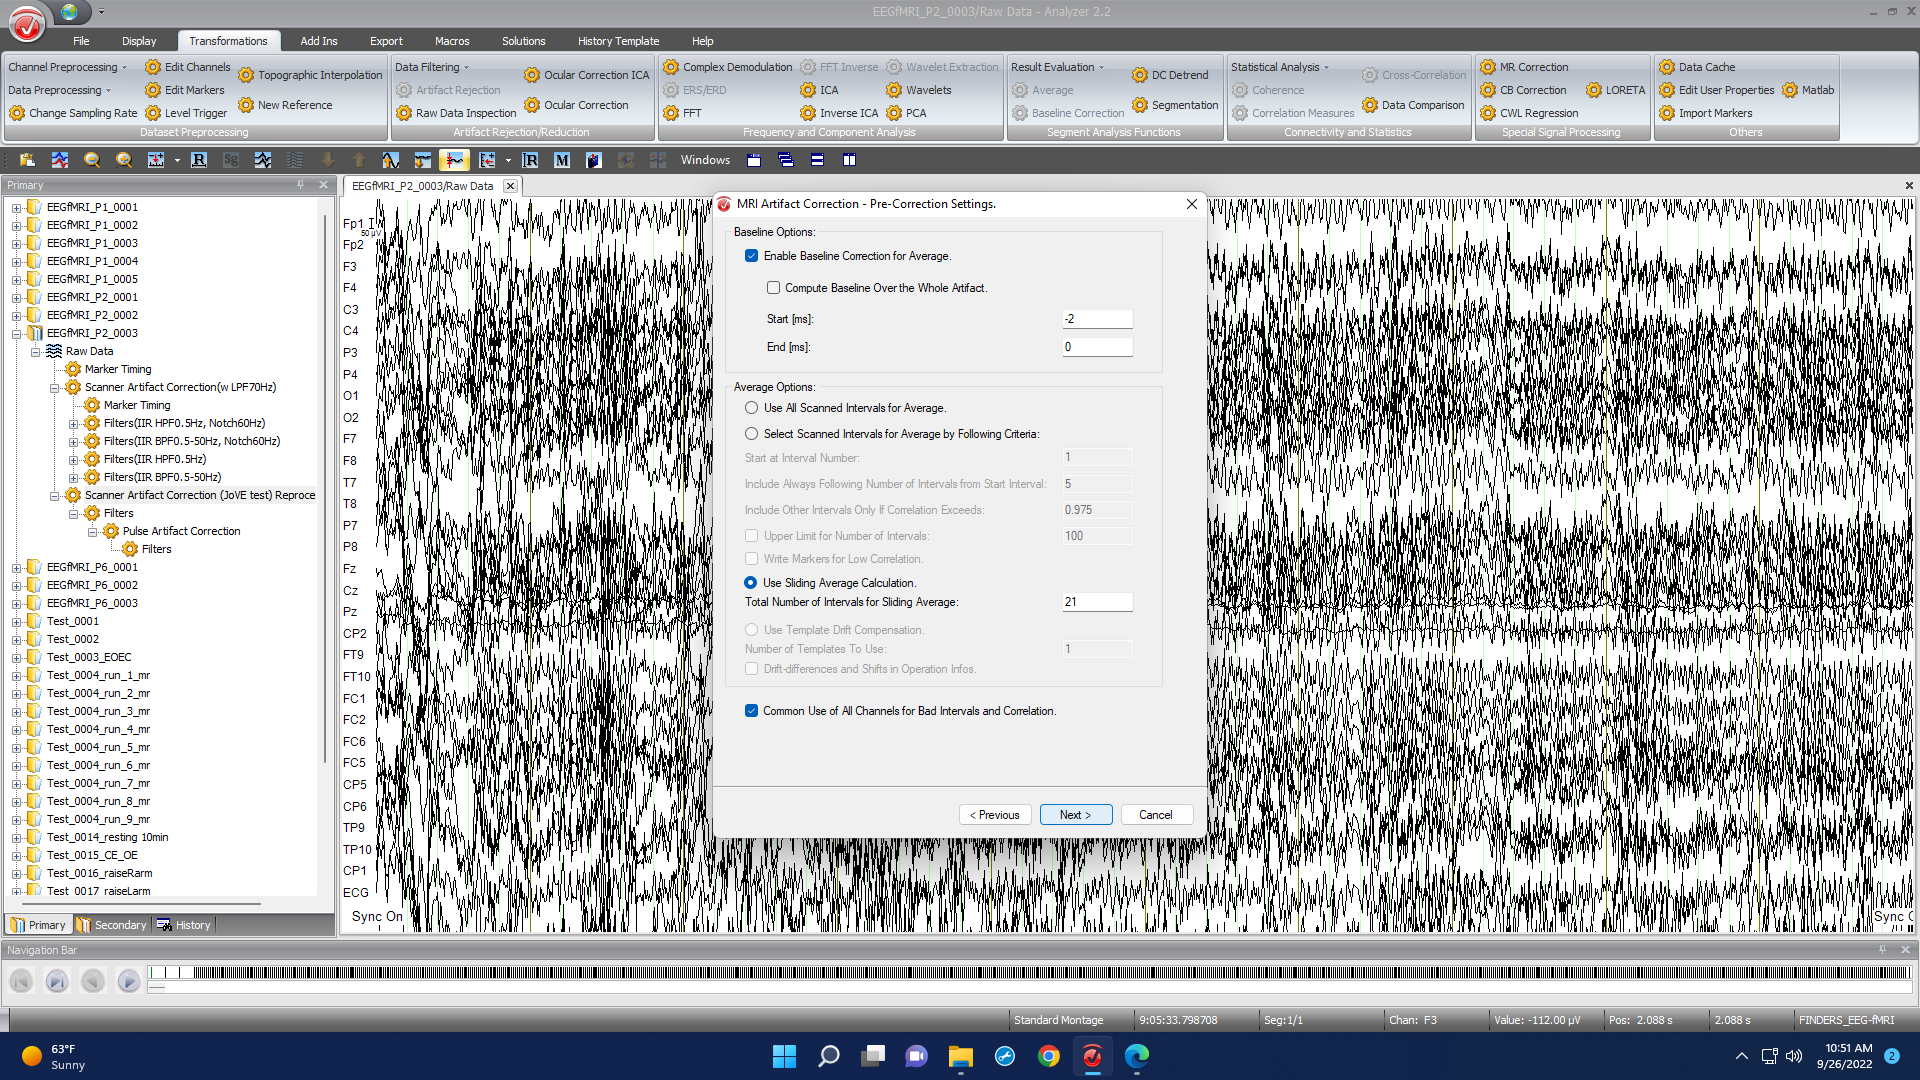 EEGfMRI_P2_0003/Raw Data - Analyzer 2.2
File Display Transformations Add Ins Export Macros Solutions History Template Help
Channel Preprocessing
Data Preprocessing
Change Sampling Rate
Edit Channels
Edit Markers
Level Trigger
Topographic Interpolation
New Reference
Dataset Preprocessing
Data Filtering
Artifact Rejection
Raw Data Inspection
Ocular Correction ICA
Ocular Correction
Artifact Rejection/Reduction
Complex Demodulation
ERS/ERD
FFT
FFT Inverse
ICA
Inverse ICA
Wavelet Extraction
Wavelets
PCA
Frequency and Component Analysis
Result Evaluation
Average
Baseline Correction
DC Detrend
Segmentation
Segment Analysis Functions
Statistical Analysis
Coherence
Correlation Measures
Cross-Correlation
Data Comparison
Connectivity and Statistics
MR Correction
CB Correction
CWL Regression
LORETA
Special Signal Processing
Data Cache
Edit User Properties
Import Markers
Matlab
Others
R Sg R M Windows
Primary
EEGfMRI_P1_0001
EEGfMRI_P1_0002
EEGfMRI_P1_0003
EEGfMRI_P1_0004
EEGfMRI_P1_0005
EEGfMRI_P2_0001
EEGfMRI_P2_0002
EEGfMRI_P2_0003
Raw Data
Marker Timing
Scanner Artifact Correction(w LPF70Hz)
Marker Timing
Filters(IIR HPF0.5Hz, Notch60Hz)
Filters(IIR BPF0.5-50Hz, Notch60Hz)
Filters(IIR HPF0.5Hz)
Filters(IIR BPF0.5-50Hz)
Scanner Artifact Correction (JoVE test) Reproce
Filters
Pulse Artifact Correction
Filters
EEGfMRI_P6_0001
EEGfMRI_P6_0002
EEGfMRI_P6_0003
Test_0001
Test_0002
Test_0003_EOEC
Test_0004_run_1_mr
Test_0004_run_2_mr
Test_0004_run_3_mr
Test_0004_run_4_mr
Test_0004_run_5_mr
Test_0004_run_6_mr
Test_0004_run_7_mr
Test_0004_run_8_mr
Test_0004_run_9_mr
Test_0014_resting 10min
Test_0015_CE_OE
Test_0016_raiseRarm
Test_0017_raiseLarm
Primary Secondary History
EEGfMRI_P2_0003/Raw Data
Fp1
50 µV
Fp2
F3
F4
C3
C4
P3
P4
O1
O2
F7
F8
T7
T8
P7
P8
Fz
Cz
Pz
CP2
FT9
FT10
FC1
FC2
FC6
FC5
CP5
CP6
TP9
TP10
CP1
ECG
Sync On
Sync
MRI Artifact Correction - Pre-Correction Settings.
Baseline Options:
Enable Baseline Correction for Average.
Compute Baseline Over the Whole Artifact.
Start [ms]: -2
End [ms]: 0
Average Options:
Use All Scanned Intervals for Average.
Select Scanned Intervals for Average by Following Criteria:
Start at Interval Number: 1
Include Always Following Number of Intervals from Start Interval: 5
Include Other Intervals Only If Correlation Exceeds: 0.975
Upper Limit for Number of Intervals: 100
Write Markers for Low Correlation.
Use Sliding Average Calculation.
Total Number of Intervals for Sliding Average: 21
Use Template Drift Compensation.
Number of Templates To Use: 1
Drift-differences and Shifts in Operation Infos.
Common Use of All Channels for Bad Intervals and Correlation.
< Previous Next > Cancel
Navigation Bar
Standard Montage 9:05:33.798708 Seg:1/1 Chan: F3 Value: -112.00 µV Pos: 2.088 s 2.088 s FINDERS_EEG-fMRI
63°F
Sunny
10:51 AM
9/26/2022
2